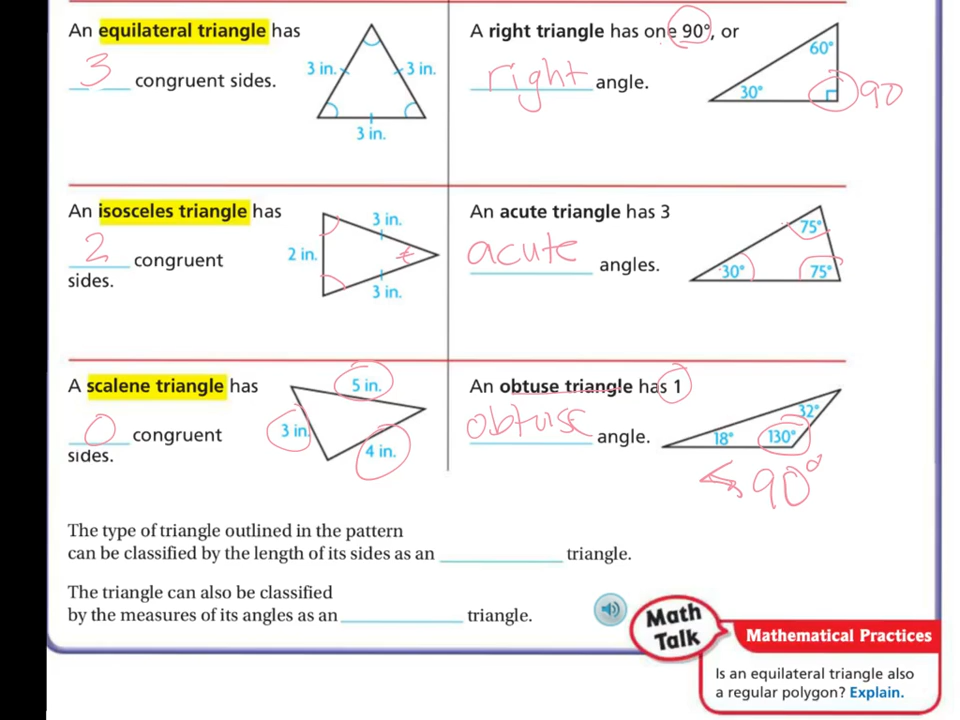 An equilateral triangle has
3 congruent sides.
3 in.
3 in.
3 in.
A right triangle has one 90°, or
right angle.
60°
30°
90
An isosceles triangle has
2 congruent
sides.
3 in.
2 in.
3 in.
An acute triangle has 3
acute angles.
75°
30°
75°
A scalene triangle has
0 congruent
sides.
5 in.
3 in.
4 in.
An obtuse triangle has 1
obtuse angle.
32°
18°
130°
90°
The type of triangle outlined in the pattern
can be classified by the length of its sides as an ___ triangle.
The triangle can also be classified
by the measures of its angles as an ___ triangle.
Math
Talk
Mathematical Practices
Is an equilateral triangle also
a regular polygon? Explain.